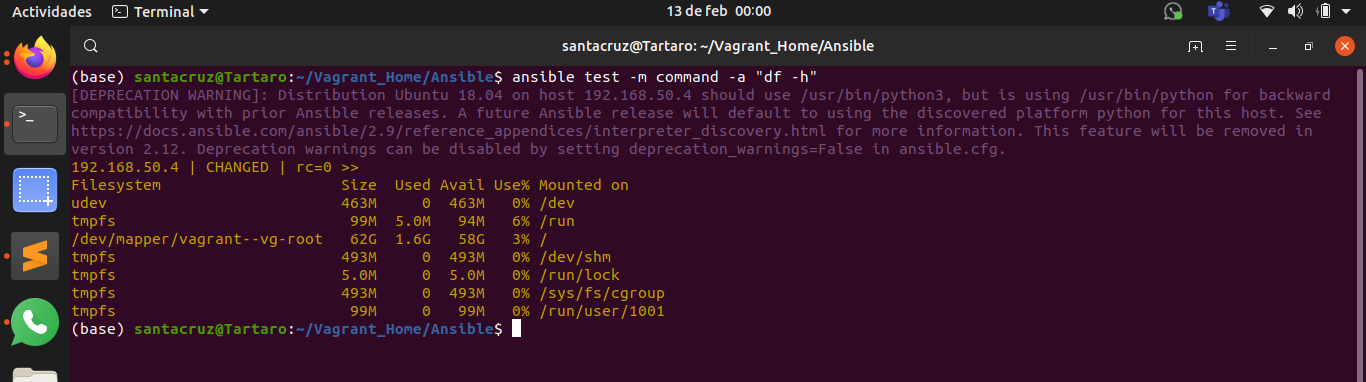 Actividades Terminal 13 de feb 00:00
santacruz@Tartaro: ~/Vagrant_Home/Ansible
(base) santacruz@Tartaro:~/Vagrant_Home/Ansible$ ansible test -m command -a "df -h"
[DEPRECATION WARNING]: Distribution Ubuntu 18.04 on host 192.168.50.4 should use /usr/bin/python3, but is using /usr/bin/python for backward
compatibility with prior Ansible releases. A future Ansible release will default to using the discovered platform python for this host. See
https://docs.ansible.com/ansible/2.9/reference_appendices/interpreter_discovery.html for more information. This feature will be removed in
version 2.12. Deprecation warnings can be disabled by setting deprecation_warnings=False in ansible.cfg.
192.168.50.4 | CHANGED | rc=0 >>
Filesystem Size Used Avail Use% Mounted on
udev 463M 0 463M 0% /dev
tmpfs 99M 5.0M 94M 6% /run
/dev/mapper/vagrant--vg-root 62G 1.6G 58G 3% /
tmpfs 493M 0 493M 0% /dev/shm
tmpfs 5.0M 0 5.0M 0% /run/lock
tmpfs 493M 0 493M 0% /sys/fs/cgroup
tmpfs 99M 0 99M 0% /run/user/1001
(base) santacruz@Tartaro:~/Vagrant_Home/Ansible$